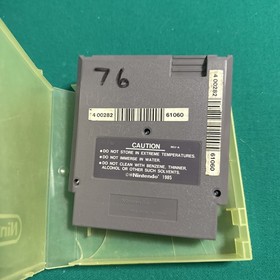 76
4 00282 61060
CAUTION REV-A
• DO NOT STORE IN EXTREME TEMPERATURES.
• DO NOT IMMERSE IN WATER.
• DO NOT CLEAN WITH BENZENE, THINNER,
ALCOHOL OR OTHER SUCH SOLVENTS.
©Nintendo® 1985
4 00282
61060